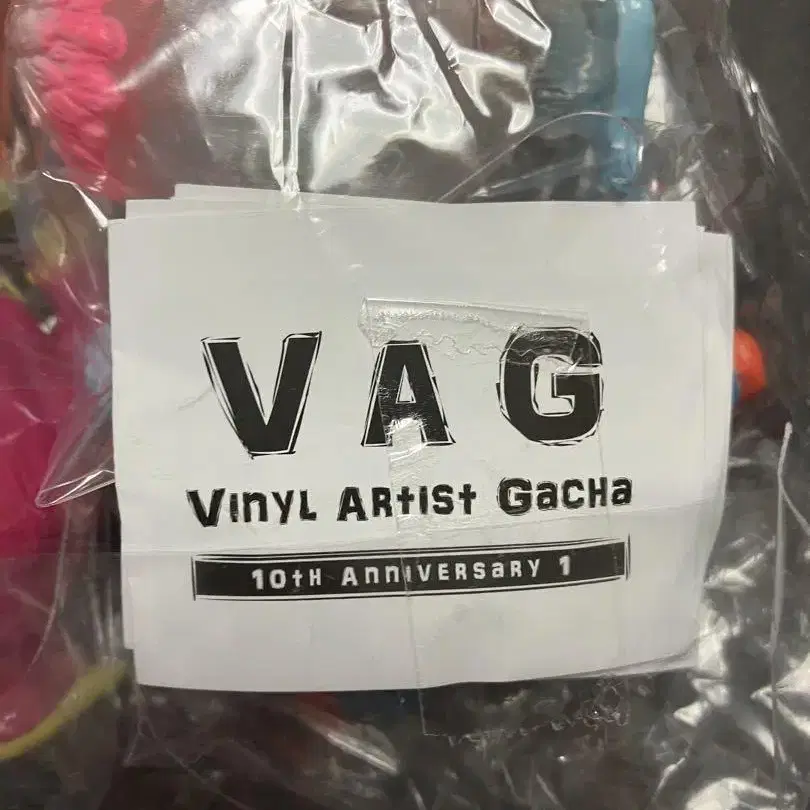 VAG
Vinyl Artist Gacha
10th Anniversary 1